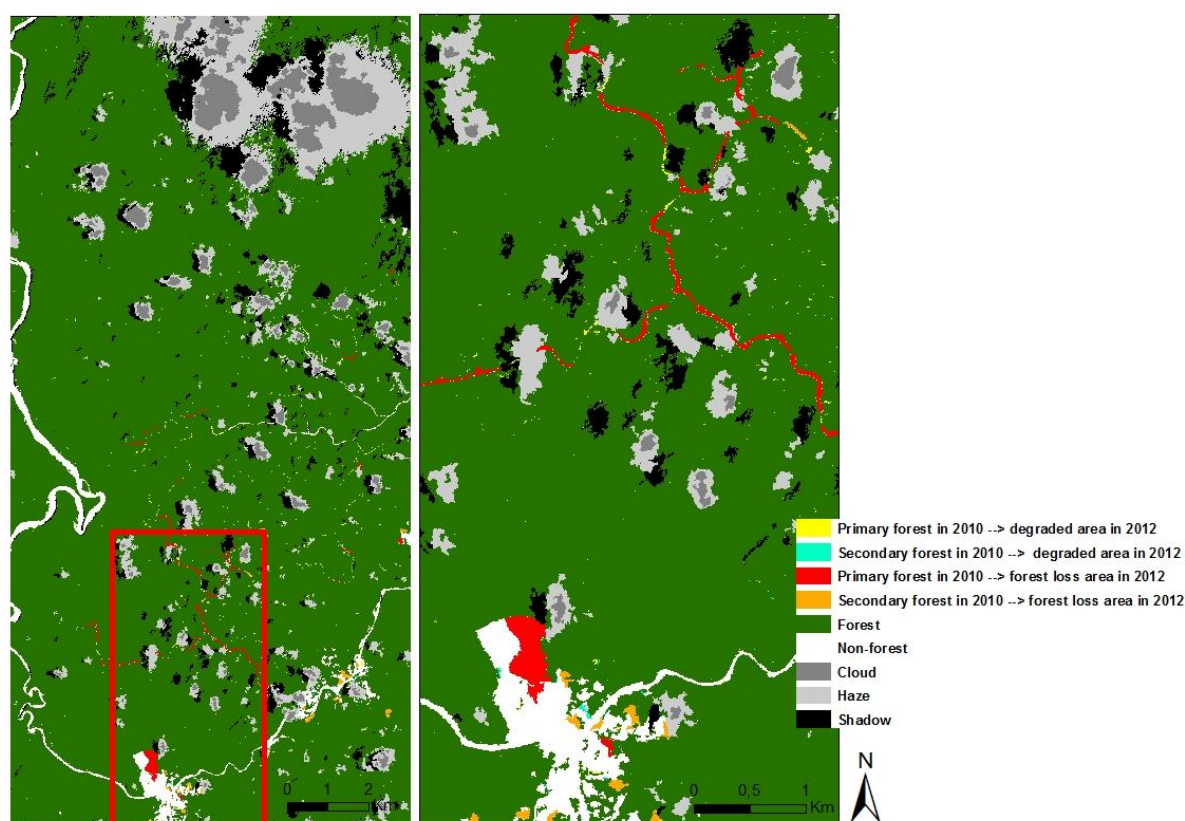 Primary forest in 2010 --> degraded area in 2012
Secondary forest in 2010 --> degraded area in 2012
Primary forest in 2010 --> forest loss area in 2012
Secondary forest in 2010 --> forest loss area in 2012
Forest
Non-forest
Cloud
Haze
Shadow
N
0 1 2
Km
0 0,5 1
Km